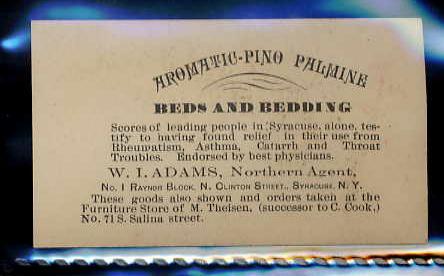 AROMATIC-PINO PALMINE
BEDS AND BEDDING
Scores of leading people in Syracuse, alone, tes-
tify to having found relief in their use from
Rheumatism, Asthma, Catarrh and Throat
Troubles. Endorsed by best physicians.
W. I. ADAMS, Northern Agent,
No. 1 Raynor Block, N. Clinton Street., Syracuse, N. Y.
These goods also shown and orders taken at the
Furniture Store of M. Theisen, (successor to C. Cook,)
No. 71 S. Salina street.